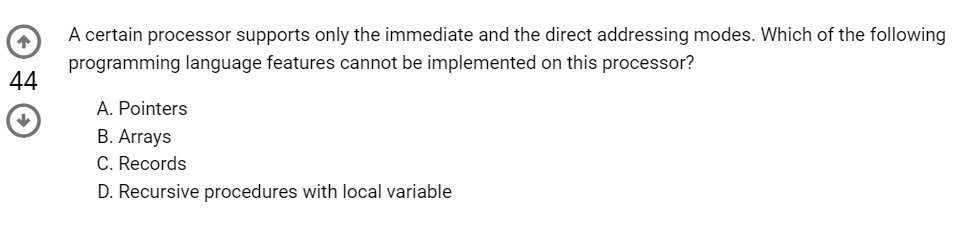 A certain processor supports only the immediate and the direct addressing modes. Which of the following
programming language features cannot be implemented on this processor?
44
A. Pointers
B. Arrays
C. Records
D. Recursive procedures with local variable